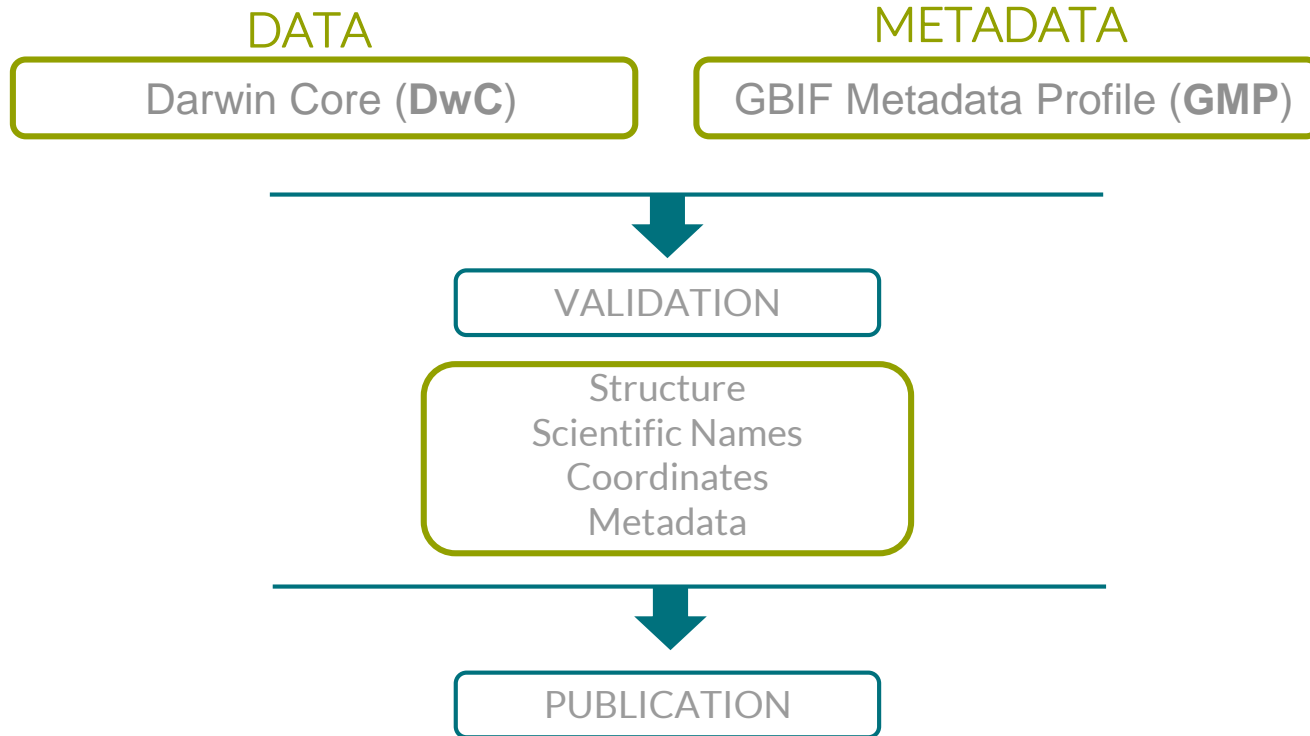 DATA
METADATA
Darwin Core (DwC)
GBIF Metadata Profile (GMP)
VALIDATION
Structure
Scientific Names
Coordinates
Metadata
PUBLICATION